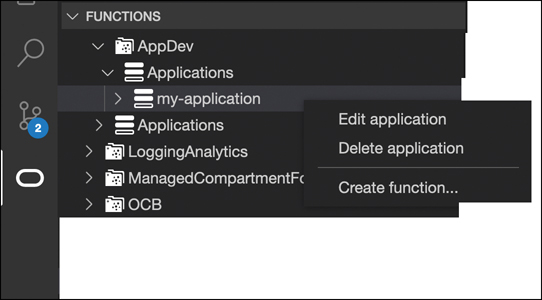 FUNCTIONS
AppDev
Applications
my-application
Edit application
Applications
Delete application
LoggingAnalytics
ManagedCompartmentFo
Create function...
OCB
2